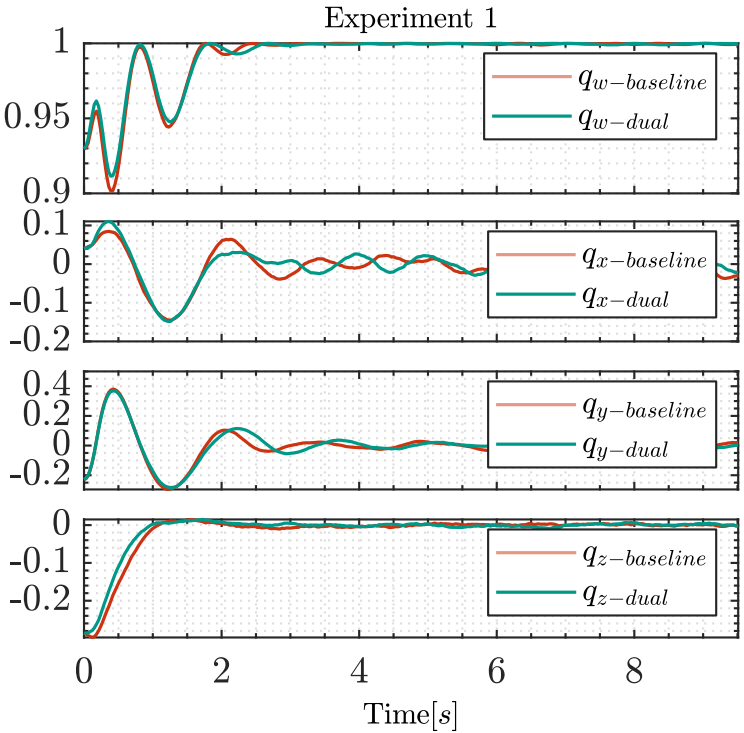 Experiment 1
1
0.95
0.9
q_{w-baseline}
q_{w-dual}
0.1
0
-0.1
-0.2
q_{x-baseline}
q_{x-dual}
0.4
0.2
0
-0.2
q_{y-baseline}
q_{y-dual}
0
-0.1
-0.2
q_{z-baseline}
q_{z-dual}
0 2 4 6 8
Time[s]